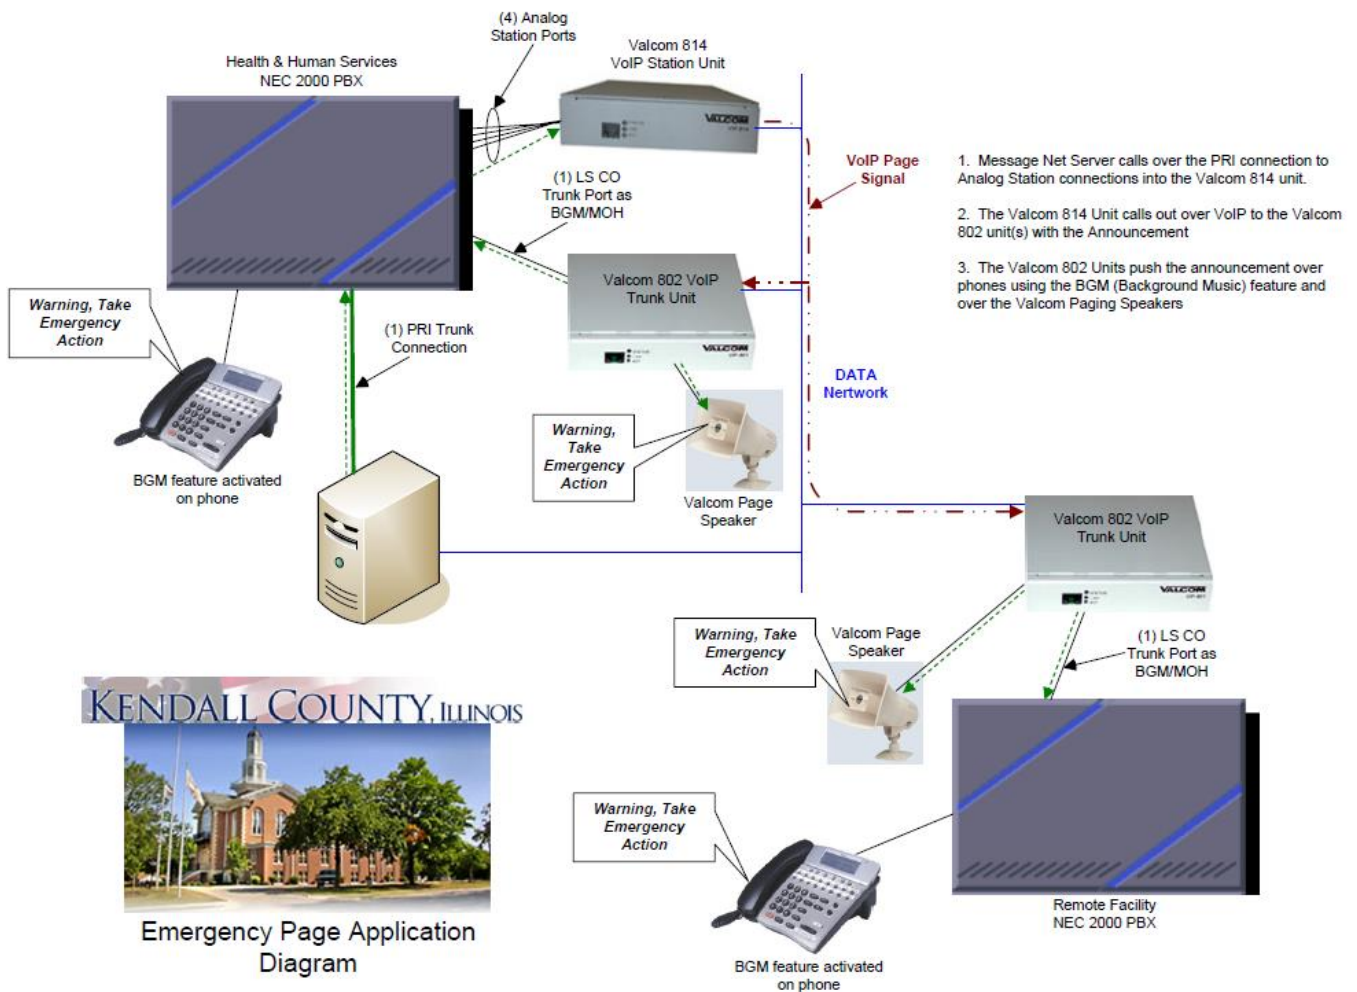 (4) Analog
Station Ports
Valcom 814
VoIP Station Unit
Health & Human Services
NEC 2000 PBX
VALCOM
(1) LS CO
Trunk Port as
BGM/MOH
VoIP Page
Signal
1. Message Net Server calls over the PRI connection to
Analog Station connections into the Valcom 814 unit.
2. The Valcom 814 Unit calls out over VoIP to the Valcom
802 unit(s) with the Announcement
3. The Valcom 802 Units push the announcement over
phones using the BGM (Background Music) feature and
over the Valcom Paging Speakers
Valcom 802 VoIP
Trunk Unit
VALCOM
Warning, Take
Emergency
Action
(1) PRI Trunk
Connection
DATA
Nertwork
Warning,
Take
Emergency
Action
BGM feature activated
on phone
Valcom Page
Speaker
Valcom 802 VoIP
Trunk Unit
VALCOM
Warning, Take
Emergency
Action
Valcom Page
Speaker
(1) LS CO
Trunk Port as
BGM/MOH
KENDALL COUNTY, ILLINOIS
Emergency Page Application
Diagram
Warning, Take
Emergency
Action
Remote Facility
NEC 2000 PBX
BGM feature activated
on phone